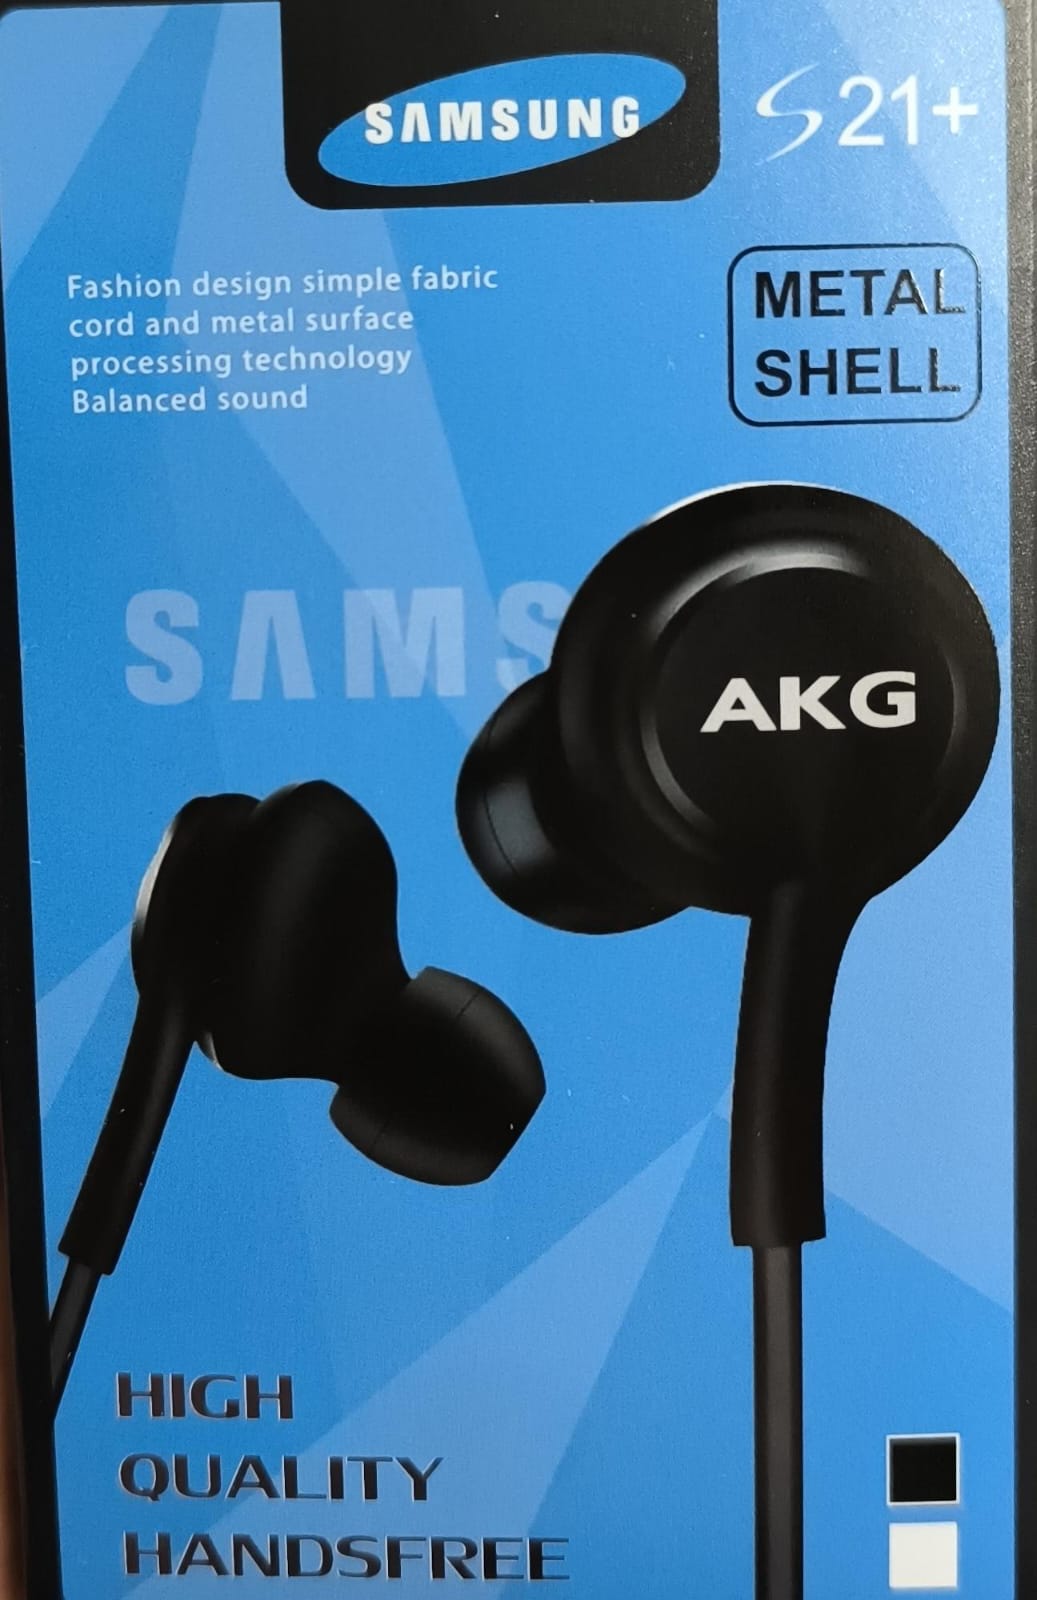 SAMSUNG
S21+
Fashion design simple fabric
cord and metal surface
processing technology
Balanced sound
METAL
SHELL
SAMS
AKG
HIGH
QUALITY
HANDSFREE